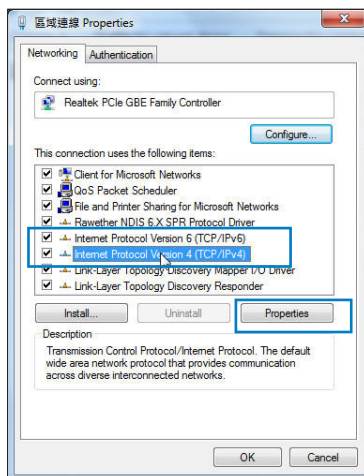 區域連線 Properties
Networking
Authentication
Connect using:
Realtek PCIe GBE Family Controller
Configure...
This connection uses the following items:
Client for Microsoft Networks
QoS Packet Scheduler
File and Printer Sharing for Microsoft Networks
Rawether NDIS 6.X SPR Protocol Driver
Internet Protocol Version 6 (TCP/IPv6)
Internet Protocol Version 4 (TCP/IPv4)
Link-Layer Topology Discovery Mapper I/O Driver
Link-Layer Topology Discovery Responder
Install...
Uninstall
Properties
Description
Transmission Control Protocol/Internet Protocol. The default
wide area network protocol that provides communication
across diverse interconnected networks.
OK
Cancel